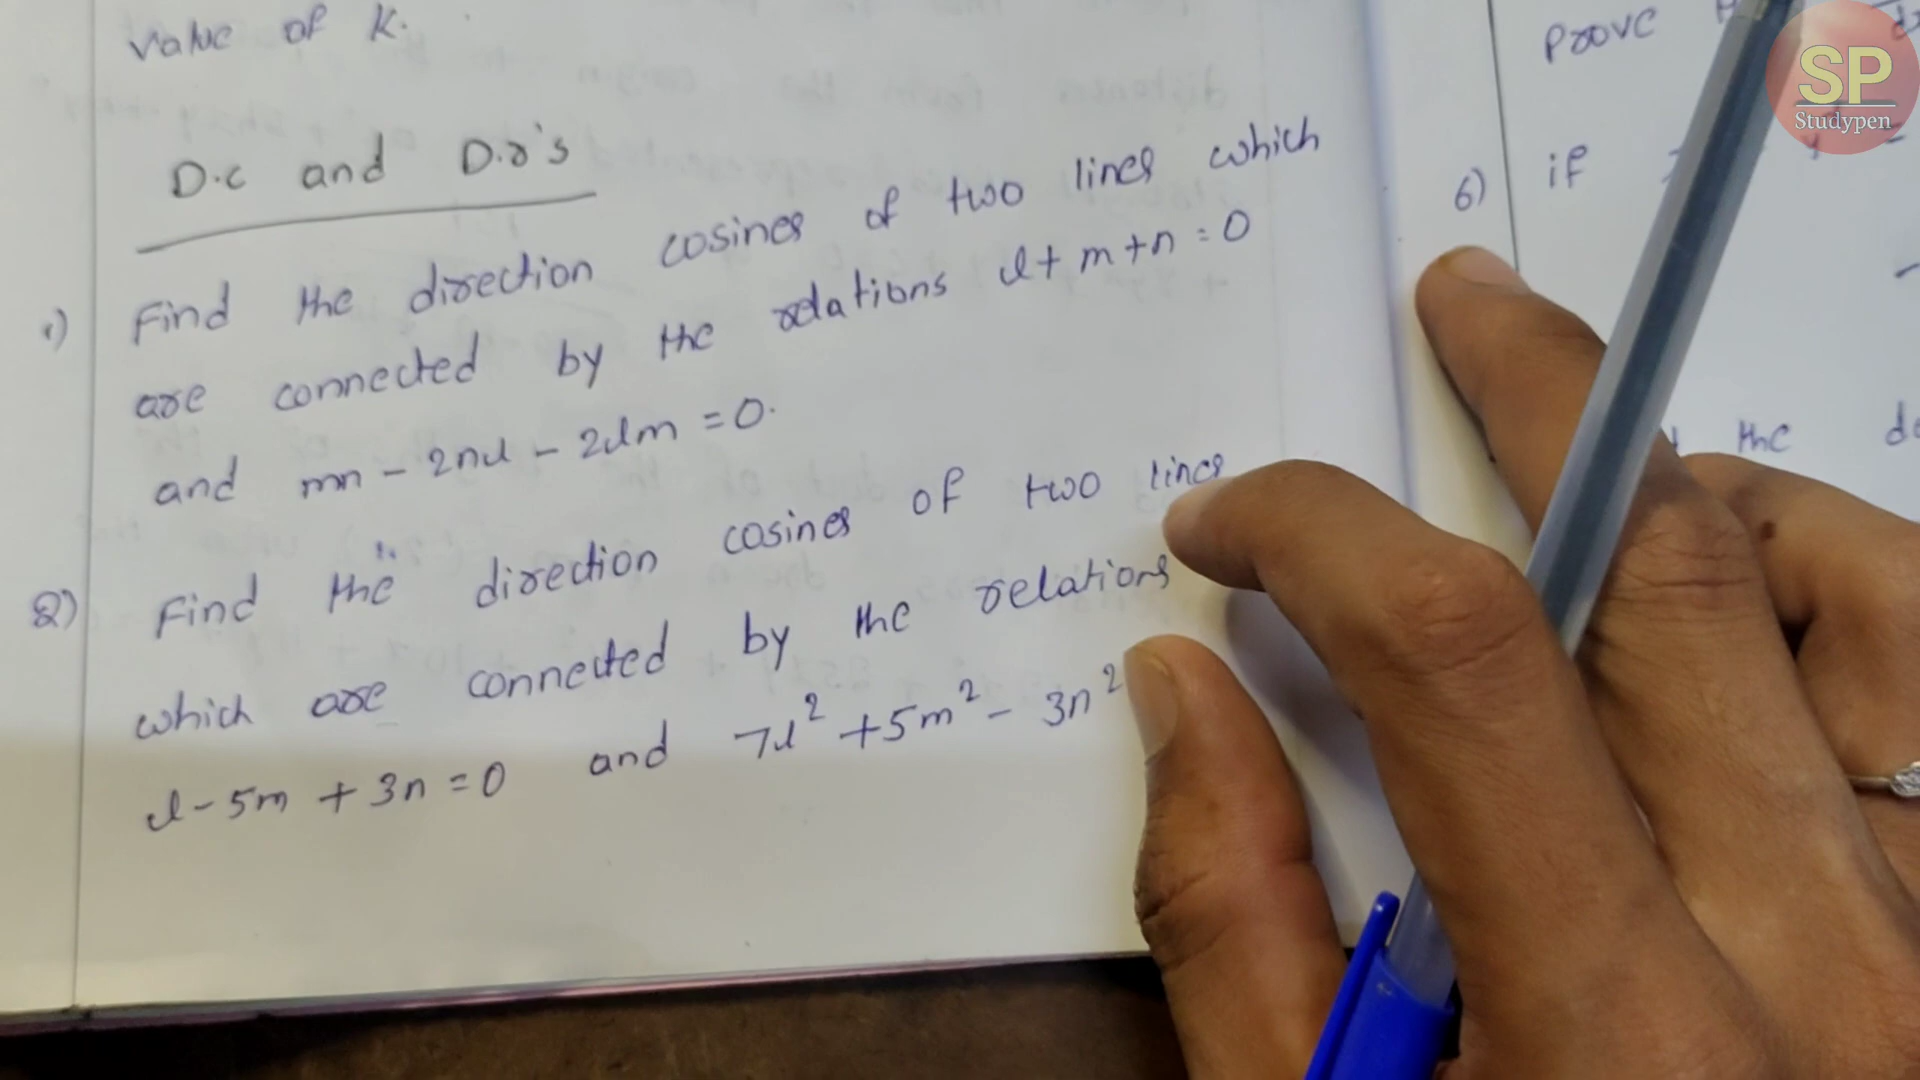 value of k.
D.c and D.r's
1) Find the direction cosines of two lines which
are connected by the relations l + m + n = 0
and mn - 2nl - 2lm = 0.
2) Find the direction cosines of two lines
which are connected by the relations
l - 5m + 3n = 0 and 7l² + 5m² - 3n²
prove
6) if
the
SP
Studypen